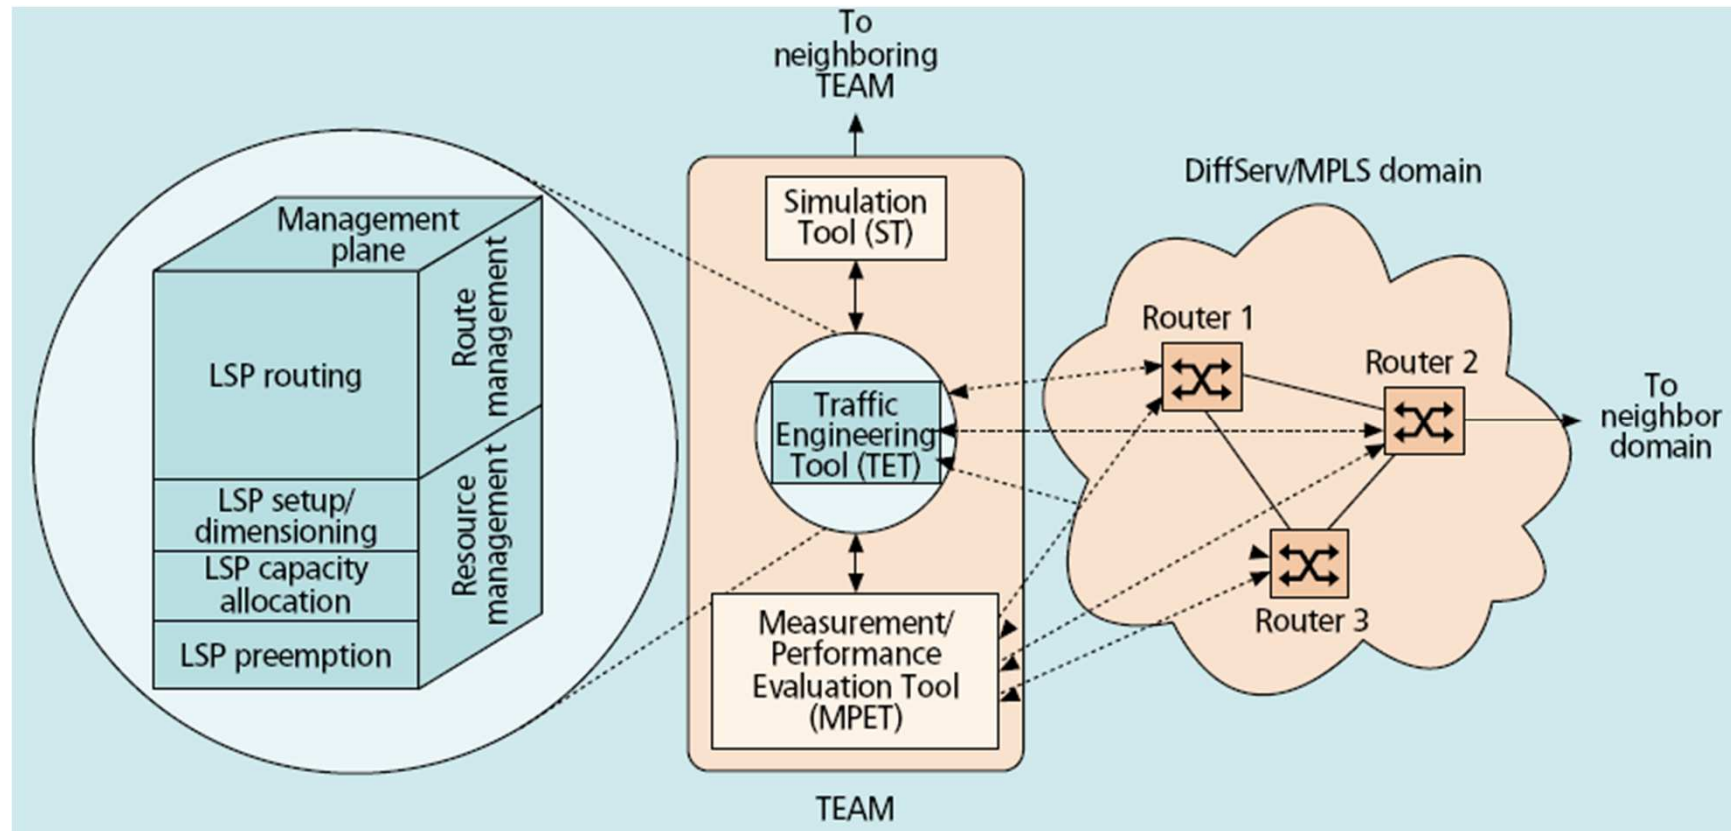 To
neighboring
TEAM
Management
plane
LSP routing
LSP setup/
dimensioning
LSP capacity
allocation
LSP preemption
Route
management
Resource
management
Simulation
Tool (ST)
Traffic
Engineering
Tool (TET)
Measurement/
Performance
Evaluation Tool
(MPET)
TEAM
DiffServ/MPLS domain
Router 1
Router 2
Router 3
To
neighbor
domain